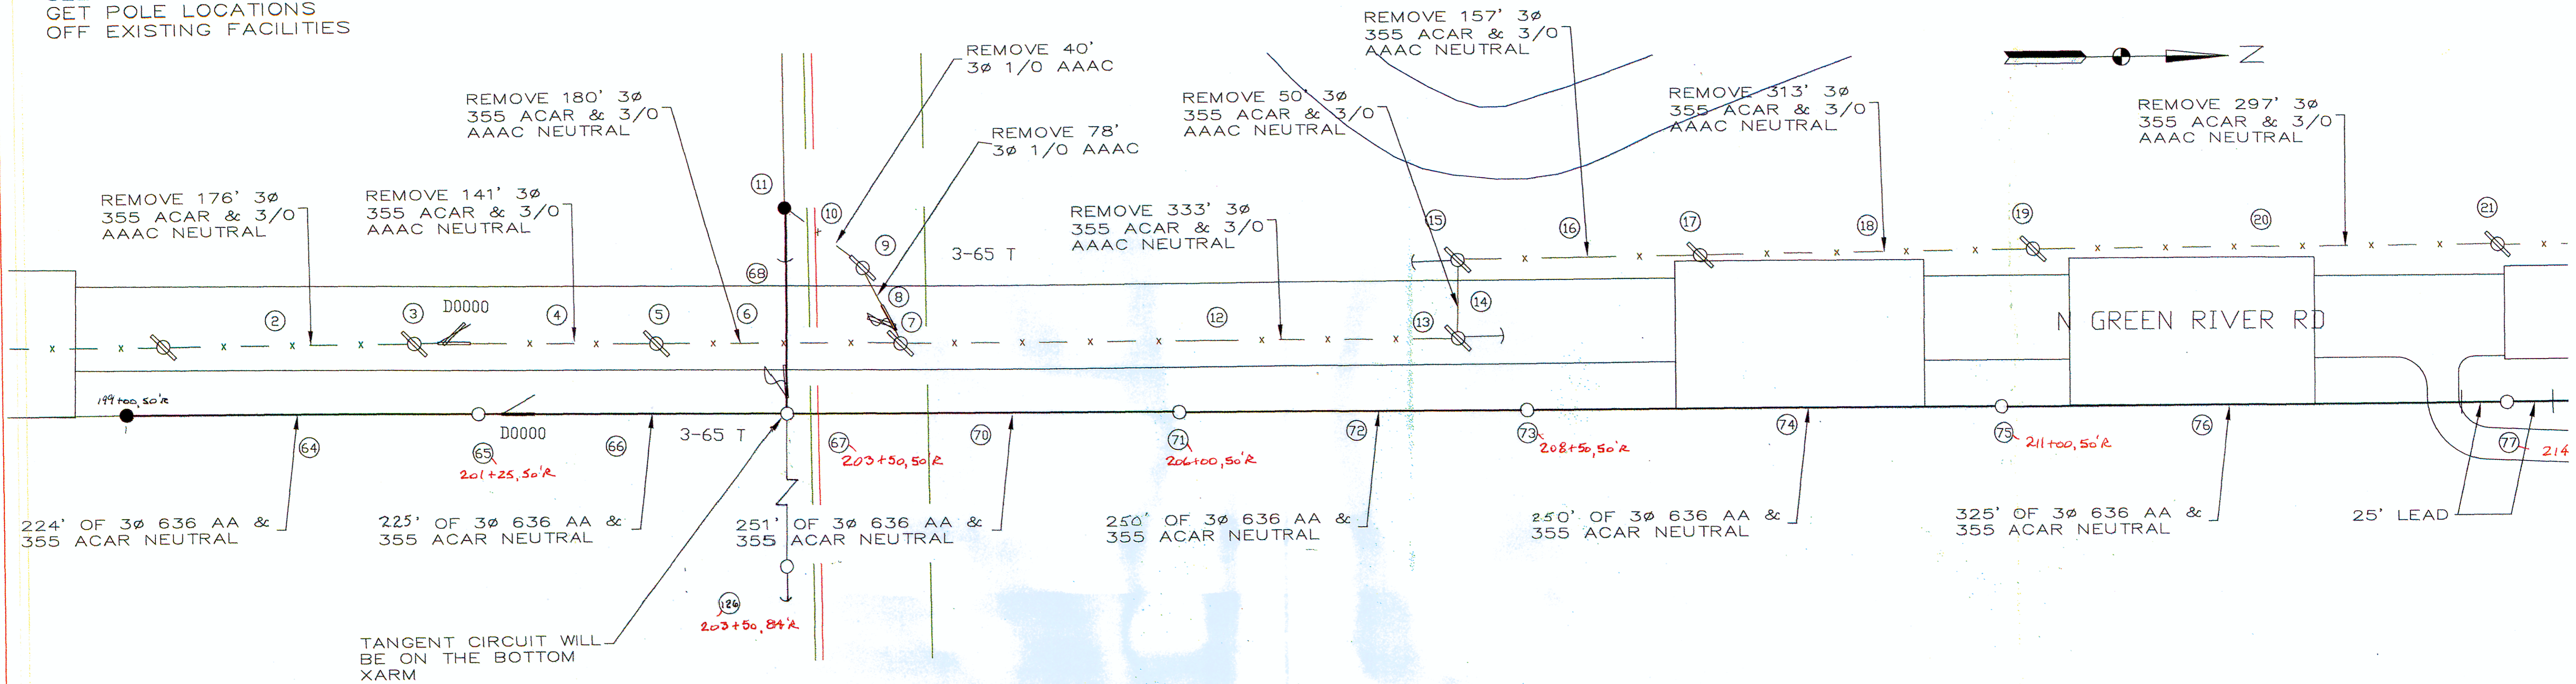 GET POLE LOCATIONS
OFF EXISTING FACILITIES
REMOVE 176' 3Ø
355 ACAR & 3/0
AAAC NEUTRAL
REMOVE 141' 3Ø
355 ACAR & 3/0
AAAC NEUTRAL
REMOVE 180' 3Ø
355 ACAR & 3/0
AAAC NEUTRAL
REMOVE 40'
3Ø 1/0 AAAC
REMOVE 78'
3Ø 1/0 AAAC
REMOVE 333' 3Ø
355 ACAR & 3/0
AAAC NEUTRAL
REMOVE 50' 3Ø
355 ACAR & 3/0
AAAC NEUTRAL
REMOVE 157' 3Ø
355 ACAR & 3/0
AAAC NEUTRAL
REMOVE 313' 3Ø
355 ACAR & 3/0
AAAC NEUTRAL
REMOVE 297' 3Ø
355 ACAR & 3/0
AAAC NEUTRAL
Z
11
10
9
68
8
3-65 T
15
16
17
18
19
20
21
2
3
D0000
4
5
6
7
12
13
14
N GREEN RIVER RD
199+00, 50'R
64
65
D0000
66
3-65 T
67
70
71
72
73
74
75
76
77
201+25, 50'R
203+50, 50'R
206+00, 50'R
208+50, 50'R
211+00, 50'R
214
224' OF 3Ø 636 AA &
355 ACAR NEUTRAL
225' OF 3Ø 636 AA &
355 ACAR NEUTRAL
251' OF 3Ø 636 AA &
355 ACAR NEUTRAL
250' OF 3Ø 636 AA &
355 ACAR NEUTRAL
250' OF 3Ø 636 AA &
355 ACAR NEUTRAL
325' OF 3Ø 636 AA &
355 ACAR NEUTRAL
25' LEAD
126
203+50, 84'R
TANGENT CIRCUIT WILL
BE ON THE BOTTOM
XARM